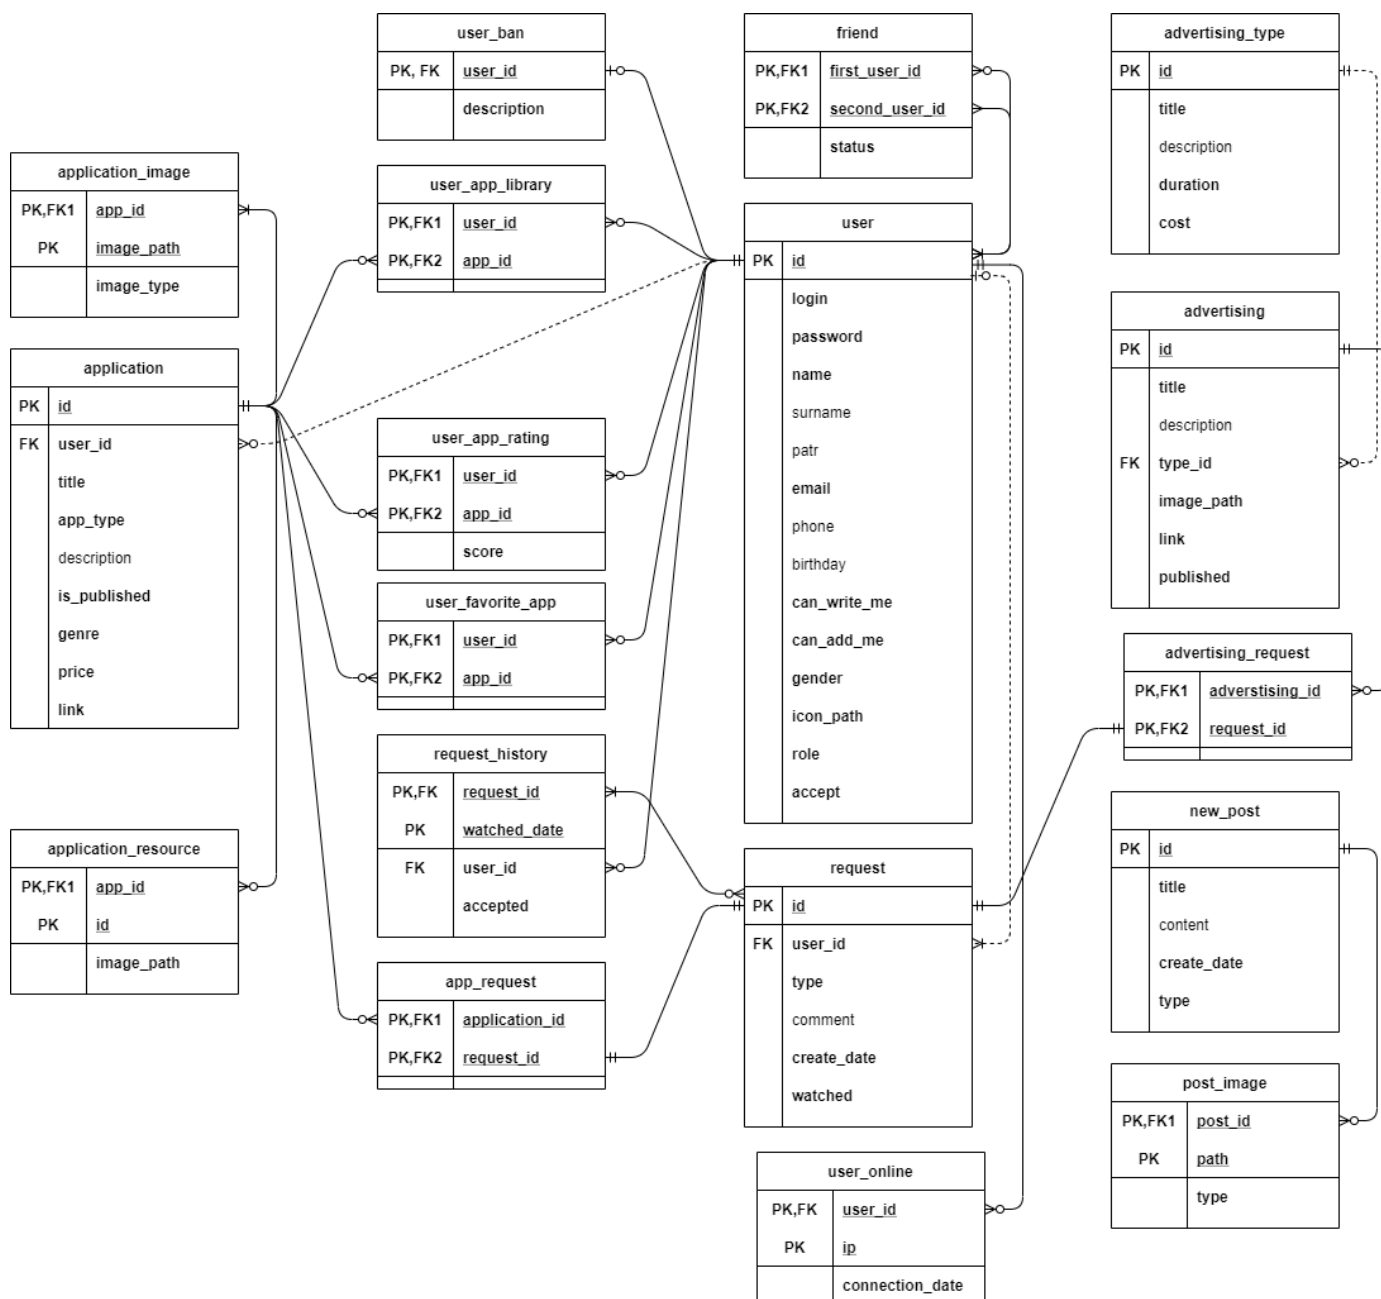 user_ban
PK, FK user_id
description
friend
PK,FK1 first_user_id
PK,FK2 second_user_id
status
advertising_type
PK id
title
description
duration
cost
application_image
PK,FK1 app_id
PK image_path
image_type
user_app_library
PK,FK1 user_id
PK,FK2 app_id
user
PK id
login
password
name
surname
patr
email
phone
birthday
can_write_me
can_add_me
gender
icon_path
role
accept
advertising
PK id
title
description
FK type_id
image_path
link
published
application
PK id
FK user_id
title
app_type
description
is_published
genre
price
link
user_app_rating
PK,FK1 user_id
PK,FK2 app_id
score
user_favorite_app
PK,FK1 user_id
PK,FK2 app_id
advertising_request
PK,FK1 adverstising_id
PK,FK2 request_id
request_history
PK,FK request_id
PK watched_date
FK user_id
accepted
new_post
PK id
title
content
create_date
type
application_resource
PK,FK1 app_id
PK id
image_path
request
PK id
FK user_id
type
comment
create_date
watched
app_request
PK,FK1 application_id
PK,FK2 request_id
post_image
PK,FK1 post_id
PK path
type
user_online
PK,FK user_id
PK ip
connection_date